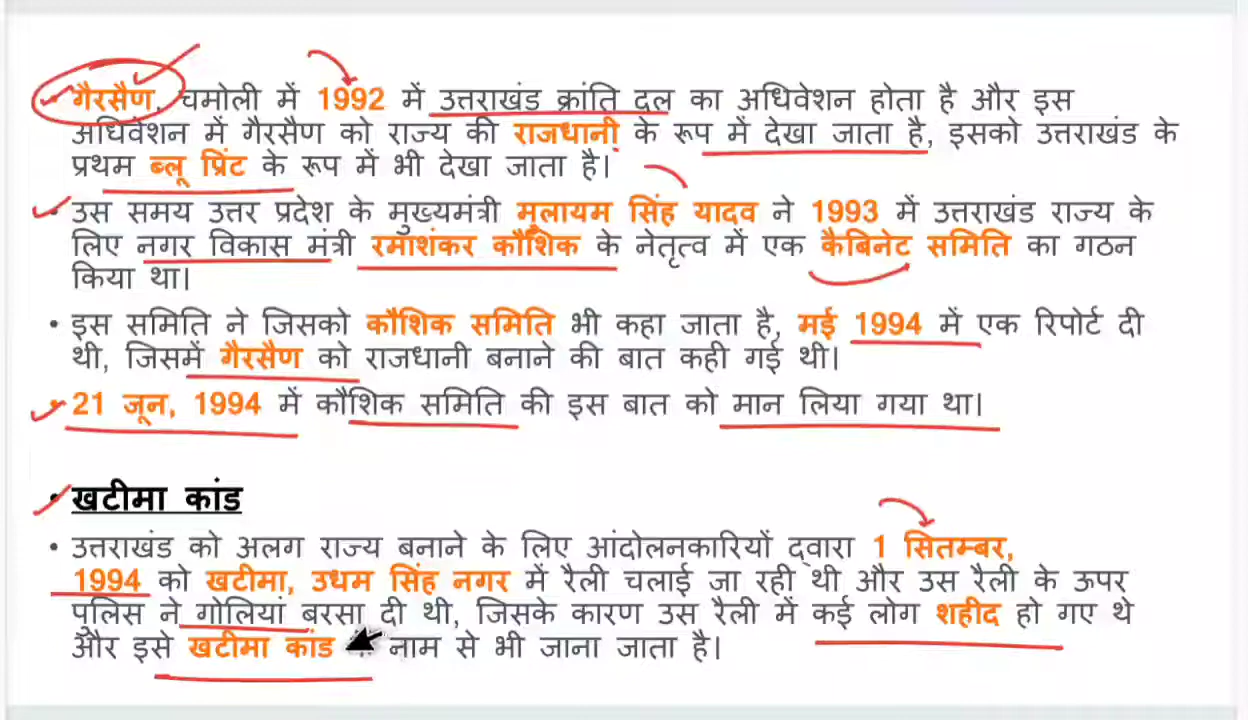 • गैरसैण, चमोली में 1992 में उत्तराखंड क्रांति दल का अधिवेशन होता है और इस
अधिवेशन में गैरसैण को राज्य की राजधानी के रूप में देखा जाता है, इसको उत्तराखंड के
प्रथम ब्लू प्रिंट के रूप में भी देखा जाता है।
• उस समय उत्तर प्रदेश के मुख्यमंत्री मुलायम सिंह यादव ने 1993 में उत्तराखंड राज्य के
लिए नगर विकास मंत्री रमाशंकर कौशिक के नेतृत्व में एक कैबिनेट समिति का गठन
किया था।
• इस समिति ने जिसको कौशिक समिति भी कहा जाता है, मई 1994 में एक रिपोर्ट दी
थी, जिसमें गैरसैण को राजधानी बनाने की बात कही गई थी।
• 21 जून, 1994 में कौशिक समिति की इस बात को मान लिया गया था।
• खटीमा कांड
• उत्तराखंड को अलग राज्य बनाने के लिए आंदोलनकारियों द्वारा 1 सितम्बर,
1994 को खटीमा, उधम सिंह नगर में रैली चलाई जा रही थी और उस रैली के ऊपर
पुलिस ने गोलियां बरसा दी थी, जिसके कारण उस रैली में कई लोग शहीद हो गए थे
और इसे खटीमा कांड नाम से भी जाना जाता है।